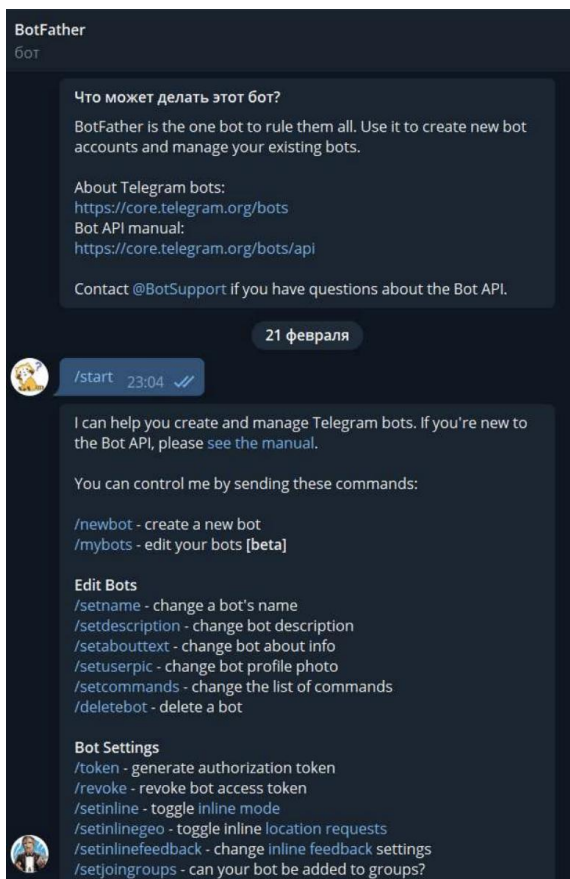 BotFather
бот
Что может делать этот бот?
BotFather is the one bot to rule them all. Use it to create new bot
accounts and manage your existing bots.
About Telegram bots:
https://core.telegram.org/bots
Bot API manual:
https://core.telegram.org/bots/api
Contact @BotSupport if you have questions about the Bot API.
21 февраля
/start 23:04
I can help you create and manage Telegram bots. If you're new to
the Bot API, please see the manual.
You can control me by sending these commands:
/newbot - create a new bot
/mybots - edit your bots [beta]
Edit Bots
/setname - change a bot's name
/setdescription - change bot description
/setabouttext - change bot about info
/setuserpic - change bot profile photo
/setcommands - change the list of commands
/deletebot - delete a bot
Bot Settings
/token - generate authorization token
/revoke - revoke bot access token
/setinline - toggle inline mode
/setinlinegeo - toggle inline location requests
/setinlinefeedback - change inline feedback settings
/setjoingroups - can your bot be added to groups?